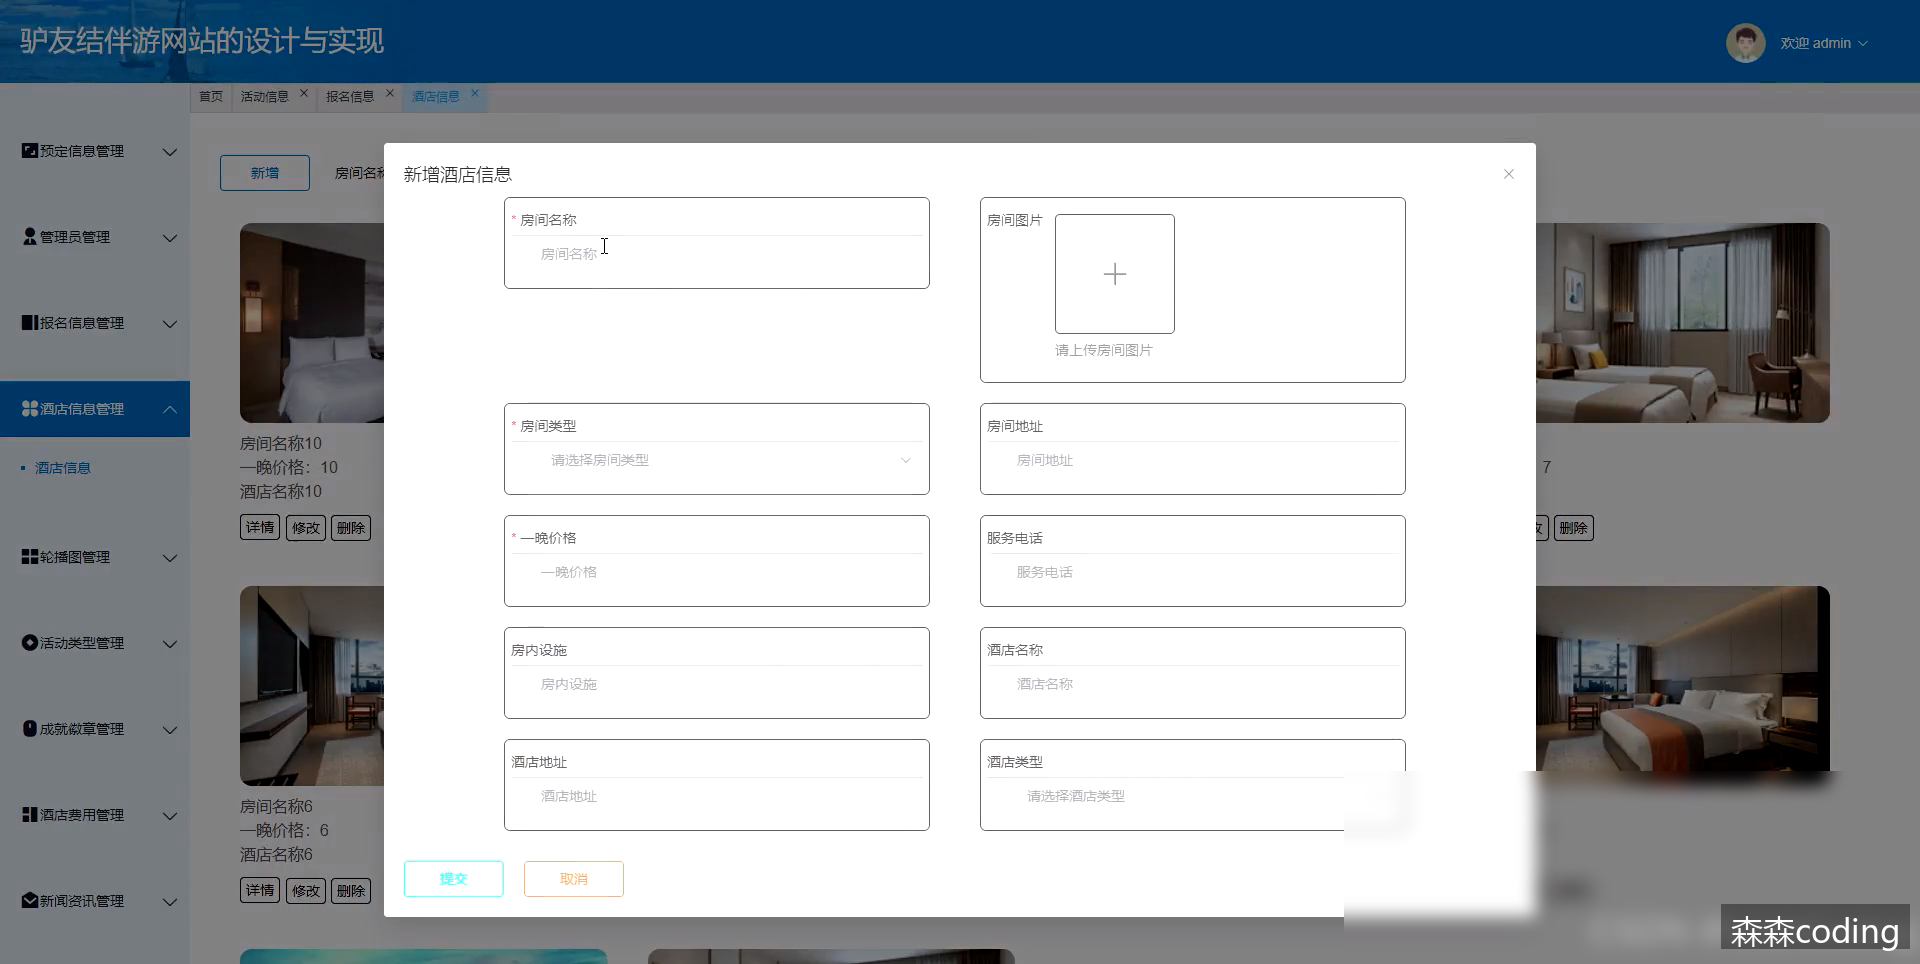 驴友结伴游网站的设计与实现
欢迎 admin
首页
活动信息
报名信息
酒店信息
预定信息管理
管理员管理
报名信息管理
酒店信息管理
酒店信息
轮播图管理
活动类型管理
成就徽章管理
酒店费用管理
新闻资讯管理
新增
房间名称
房间名称10
一晚价格：10
酒店名称10
详情 修改 删除
7
删除
房间名称6
一晚价格：6
酒店名称6
详情 修改 删除
新增酒店信息
* 房间名称
房间名称
房间图片
请上传房间图片
* 房间类型
请选择房间类型
房间地址
房间地址
* 一晚价格
一晚价格
服务电话
服务电话
房内设施
房内设施
酒店名称
酒店名称
酒店地址
酒店地址
酒店类型
请选择酒店类型
提交
取消
森森coding